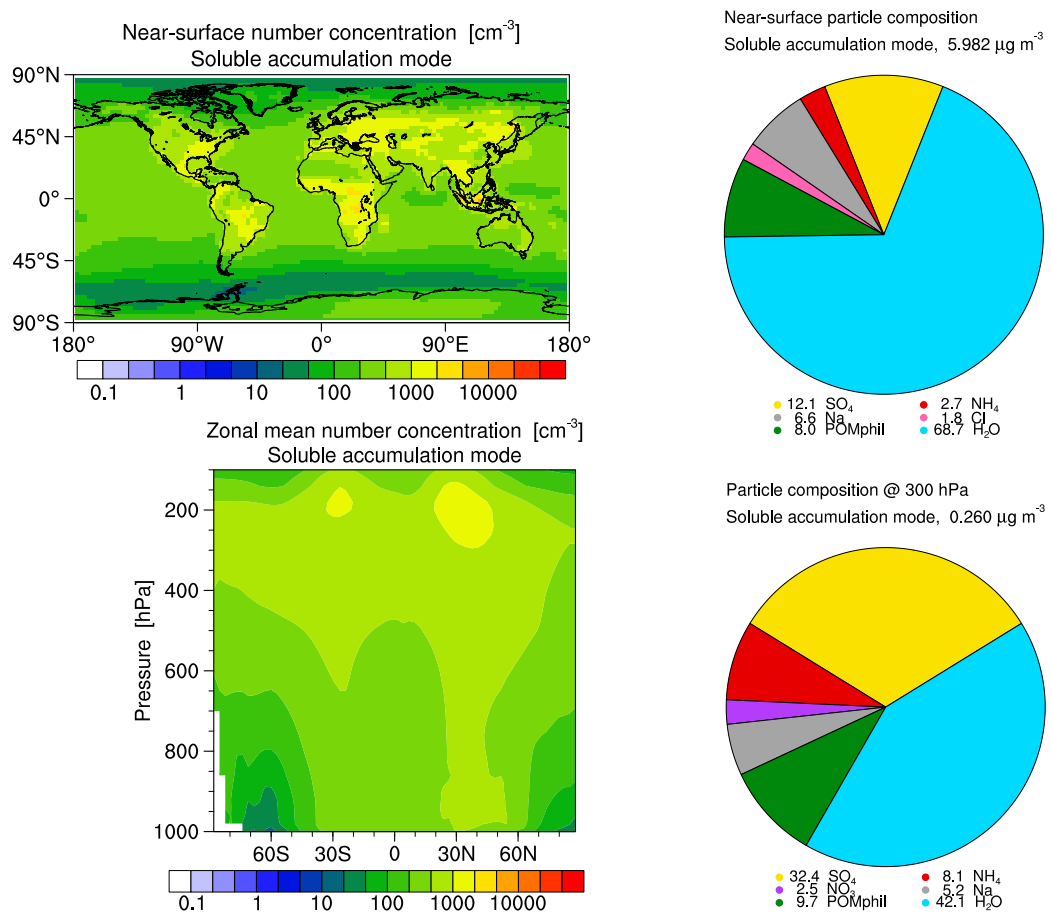 Near-surface number concentration [cm⁻³]
Soluble accumulation mode
90°N
45°N
0°
45°S
90°S
180° 90°W 0° 90°E 180°
0.1 1 10 100 1000 10000
Near-surface particle composition
Soluble accumulation mode, 5.982 μg m⁻³
12.1 SO₄ 2.7 NH₄
6.6 Na 1.8 Cl
8.0 POMphil 68.7 H₂O
Zonal mean number concentration [cm⁻³]
Soluble accumulation mode
Pressure [hPa]
200
400
600
800
1000
60S 30S 0 30N 60N
0.1 1 10 100 1000 10000
Particle composition @ 300 hPa
Soluble accumulation mode, 0.260 μg m⁻³
32.4 SO₄ 8.1 NH₄
2.5 NO₃ 5.2 Na
9.7 POMphil 42.1 H₂O